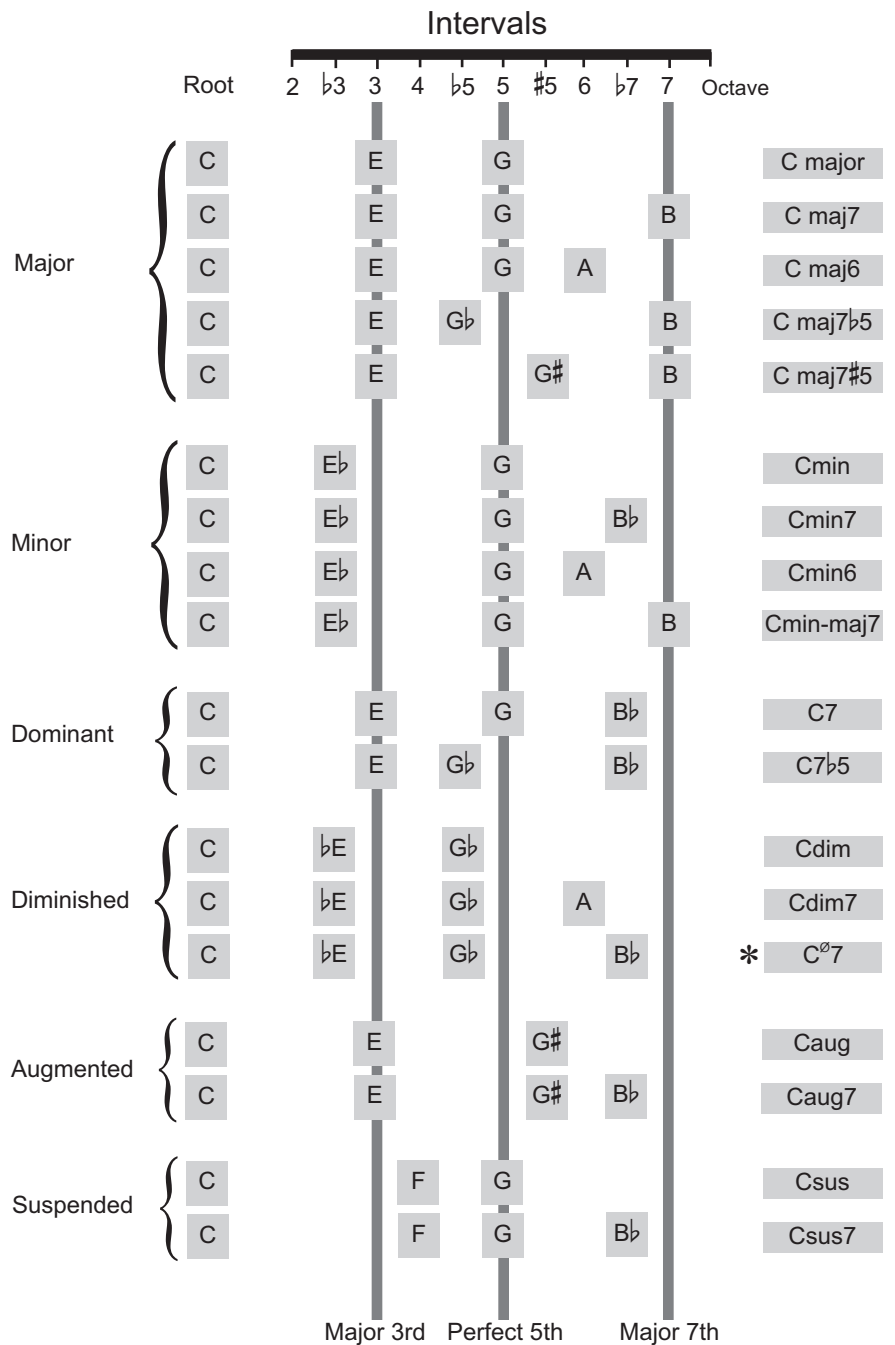 Intervals
Root 2 ♭3 3 4 ♭5 5 ♯5 6 ♭7 7 Octave
C E G C major
C E G B C maj7
Major
C E G A C maj6
C E G♭ B C maj7♭5
C E G♯ B C maj7♯5
C E♭ G Cmin
C E♭ G B♭ Cmin7
Minor
C E♭ G A Cmin6
C E♭ G B Cmin-maj7
C E G B♭ C7
Dominant
C E G♭ B♭ C7♭5
C ♭E G♭ Cdim
Diminished C ♭E G♭ A Cdim7
C ♭E G♭ B♭ * Cø7
C E G♯ Caug
Augmented
C E G♯ B♭ Caug7
C F G Csus
Suspended
C F G B♭ Csus7
Major 3rd Perfect 5th Major 7th